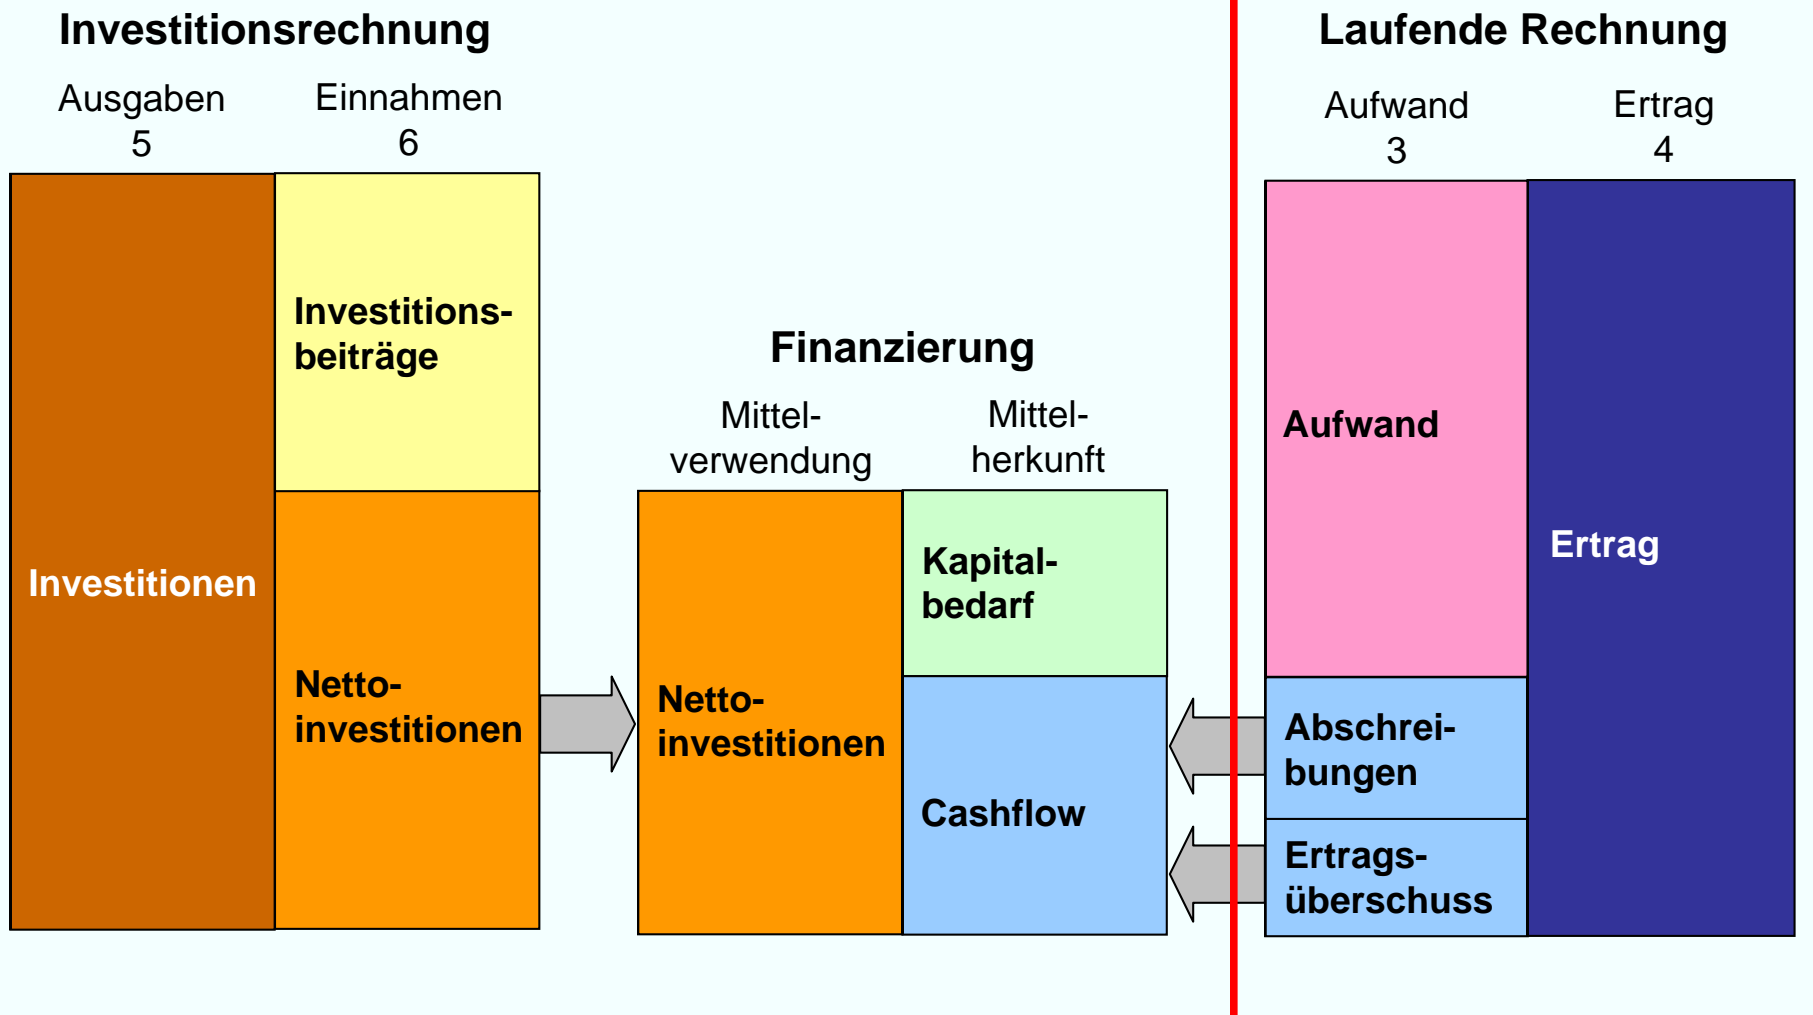 Investitionsrechnung
Ausgaben
5
Einnahmen
6
Investitionen
Investitions-
beiträge
Netto-
investitionen
Finanzierung
Mittel-
verwendung
Mittel-
herkunft
Netto-
investitionen
Kapital-
bedarf
Cashflow
Laufende Rechnung
Aufwand
3
Ertrag
4
Aufwand
Abschrei-
bungen
Ertrags-
überschuss
Ertrag